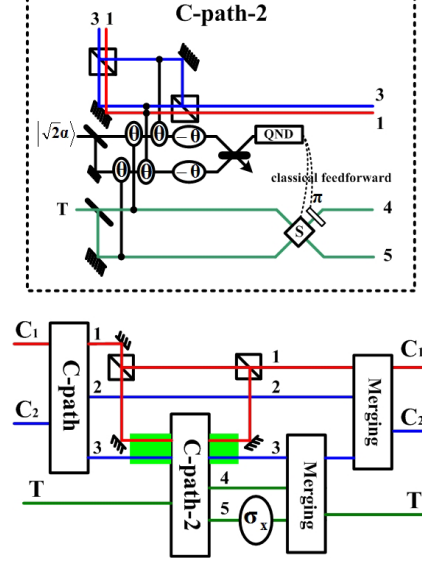 C-path-2
3 1
3
1
|√2α⟩
θ θ −θ
θ θ −θ
QND
classical feedforward
π
T
S
4
5
C₁
C₂
T
C-path
1
2
3
C-path-2
1
2
3
4
5
σₓ
Merging
Merging
C₁
C₂
T